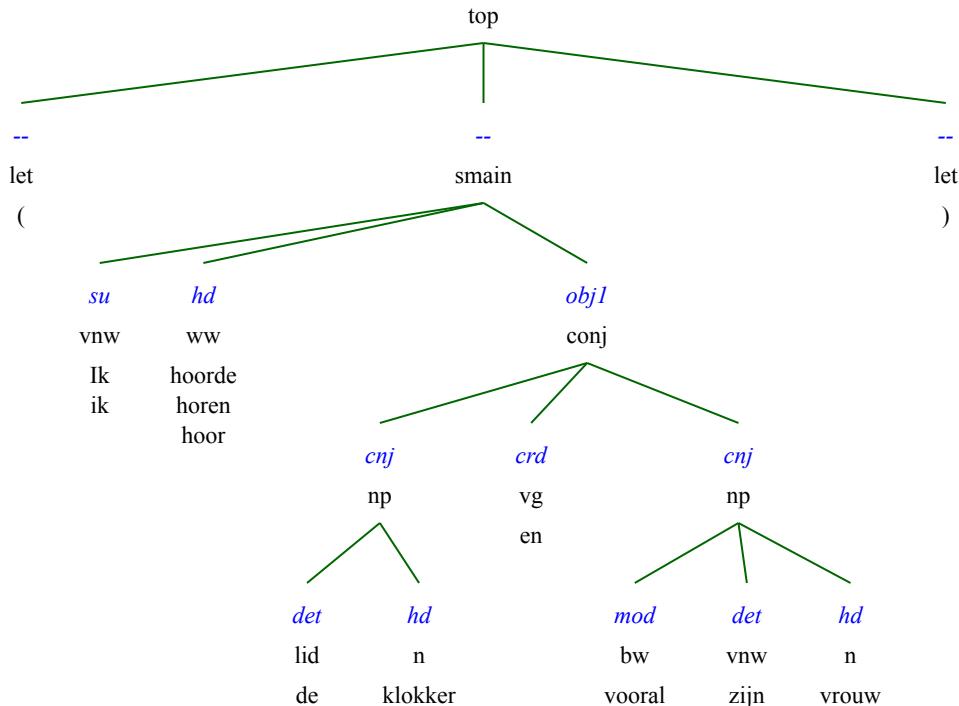 top
-- -- --
let smain let
( )
su hd obj1
vnw ww conj
Ik hoorde
ik horen
hoor
cnj crd cnj
np vg np
en
det hd mod det hd
lid n bw vnw n
de klokker vooral zijn vrouw